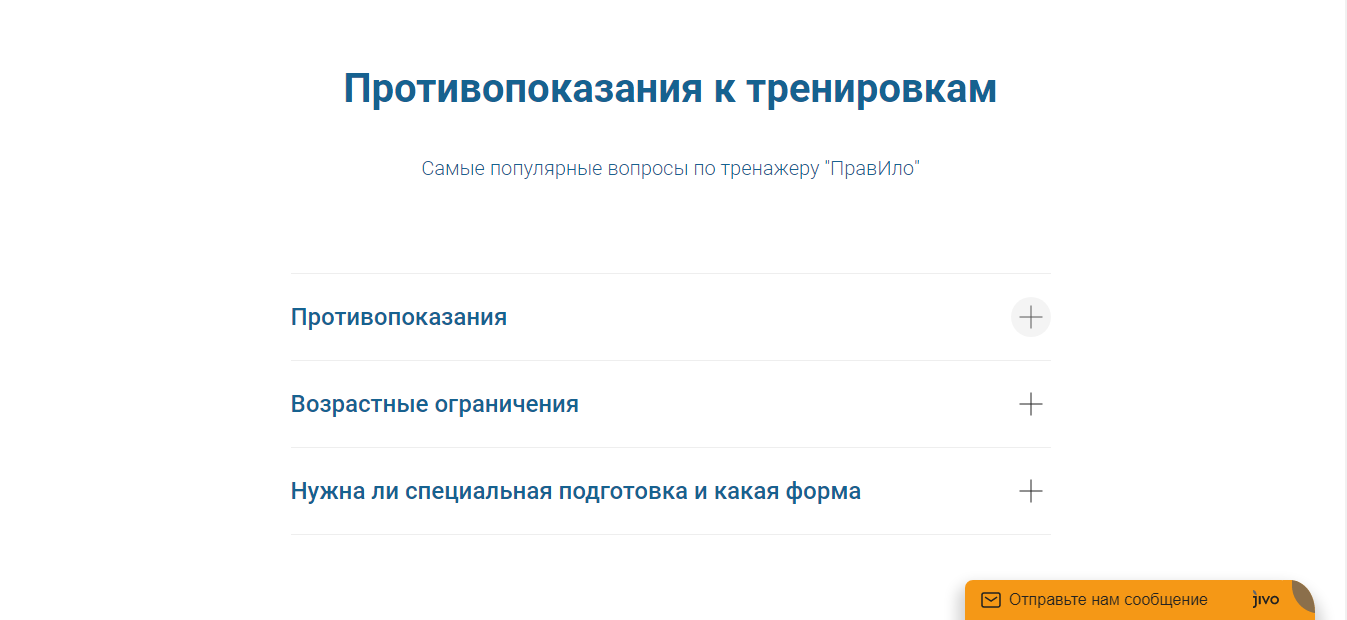 Противопоказания к тренировкам
Самые популярные вопросы по тренажеру "ПравИло"
Противопоказания
Возрастные ограничения
Нужна ли специальная подготовка и какая форма
Отправьте нам сообщение jivo